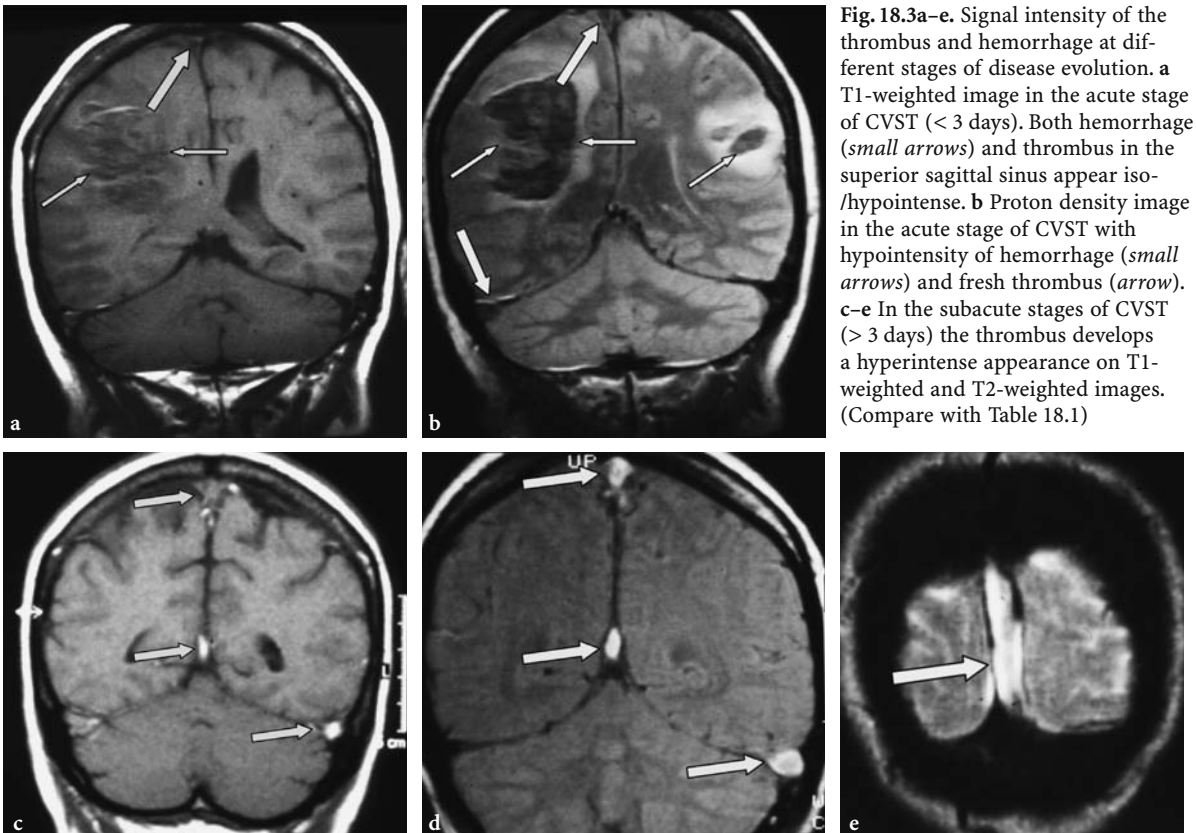 Fig. 18.3a–e. Signal intensity of the
thrombus and hemorrhage at dif-
ferent stages of disease evolution. a
T1-weighted image in the acute stage
of CVST (< 3 days). Both hemorrhage
(small arrows) and thrombus in the
superior sagittal sinus appear iso-
/hypointense. b Proton density image
in the acute stage of CVST with
hypointensity of hemorrhage (small
arrows) and fresh thrombus (arrow).
c–e In the subacute stages of CVST
(> 3 days) the thrombus develops
a hyperintense appearance on T1-
weighted and T2-weighted images.
(Compare with Table 18.1)
a
b
UP
L
cm
c
d
C
e